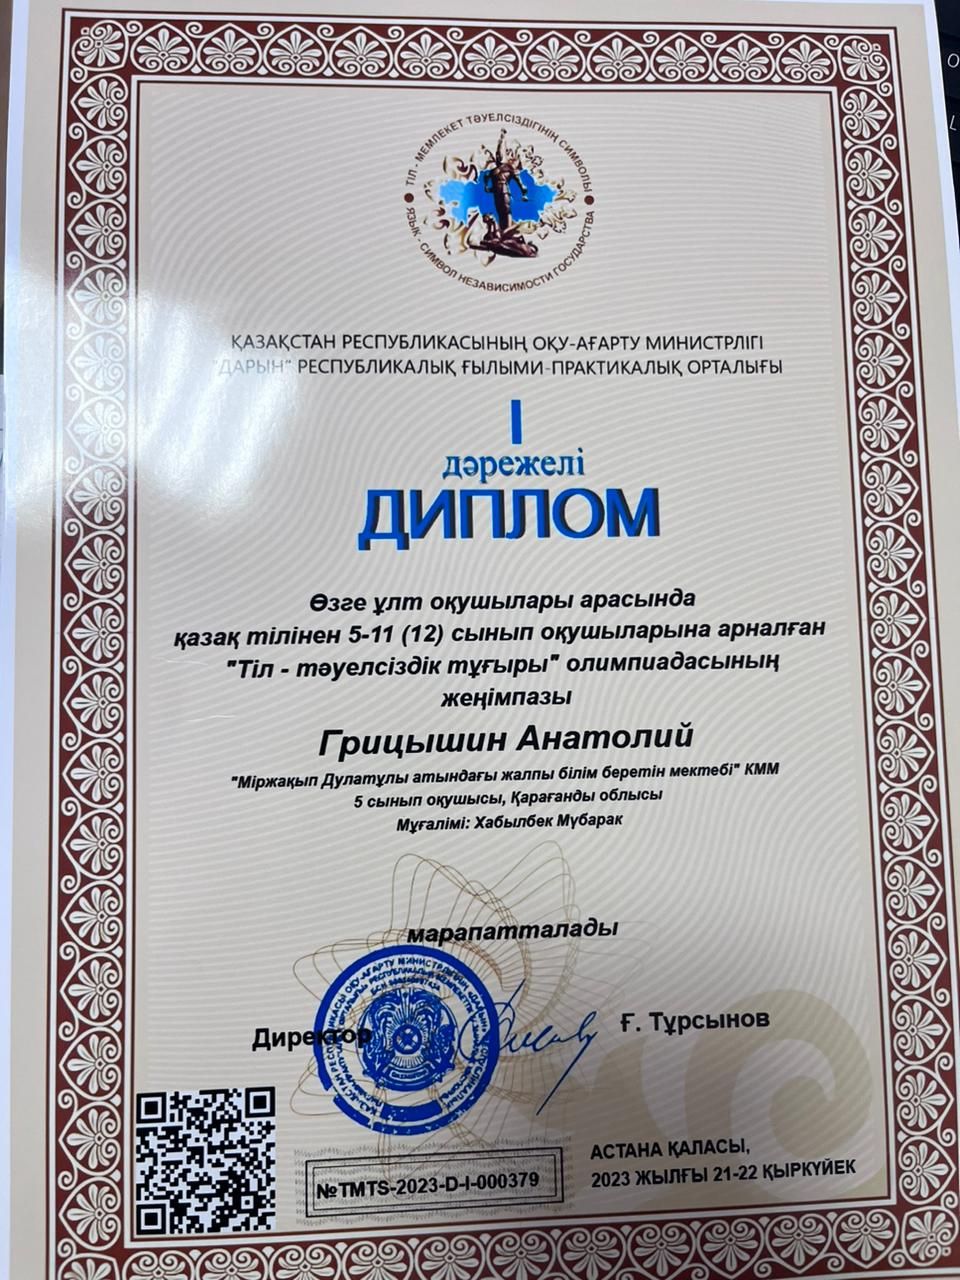 ТІЛ - МЕМЛЕКЕТ ТӘУЕЛСІЗДІГІНІҢ СИМВОЛЫ
ЯЗЫК - СИМВОЛ НЕЗАВИСИМОСТИ ГОСУДАРСТВА
ҚАЗАҚСТАН РЕСПУБЛИКАСЫНЫҢ ОҚУ-АҒАРТУ МИНИСТРЛІГІ
"ДАРЫН" РЕСПУБЛИКАЛЫҚ ҒЫЛЫМИ-ПРАКТИКАЛЫҚ ОРТАЛЫҒЫ
I
дәрежелі
ДИПЛОМ
Өзге ұлт оқушылары арасында
қазақ тілінен 5-11 (12) сынып оқушыларына арналған
"Тіл - тәуелсіздік тұғыры" олимпиадасының
жеңімпазы
Грицышин Анатолий
"Міржақып Дулатұлы атындағы жалпы білім беретін мектебі" КММ
5 сынып оқушысы, Қарағанды облысы
Мұғалімі: Хабылбек Мүбарак
марапатталады
Директор
Ғ. Тұрсынов
№TMTS-2023-D-I-000379
АСТАНА ҚАЛАСЫ,
2023 ЖЫЛҒЫ 21-22 ҚЫРКҮЙЕК